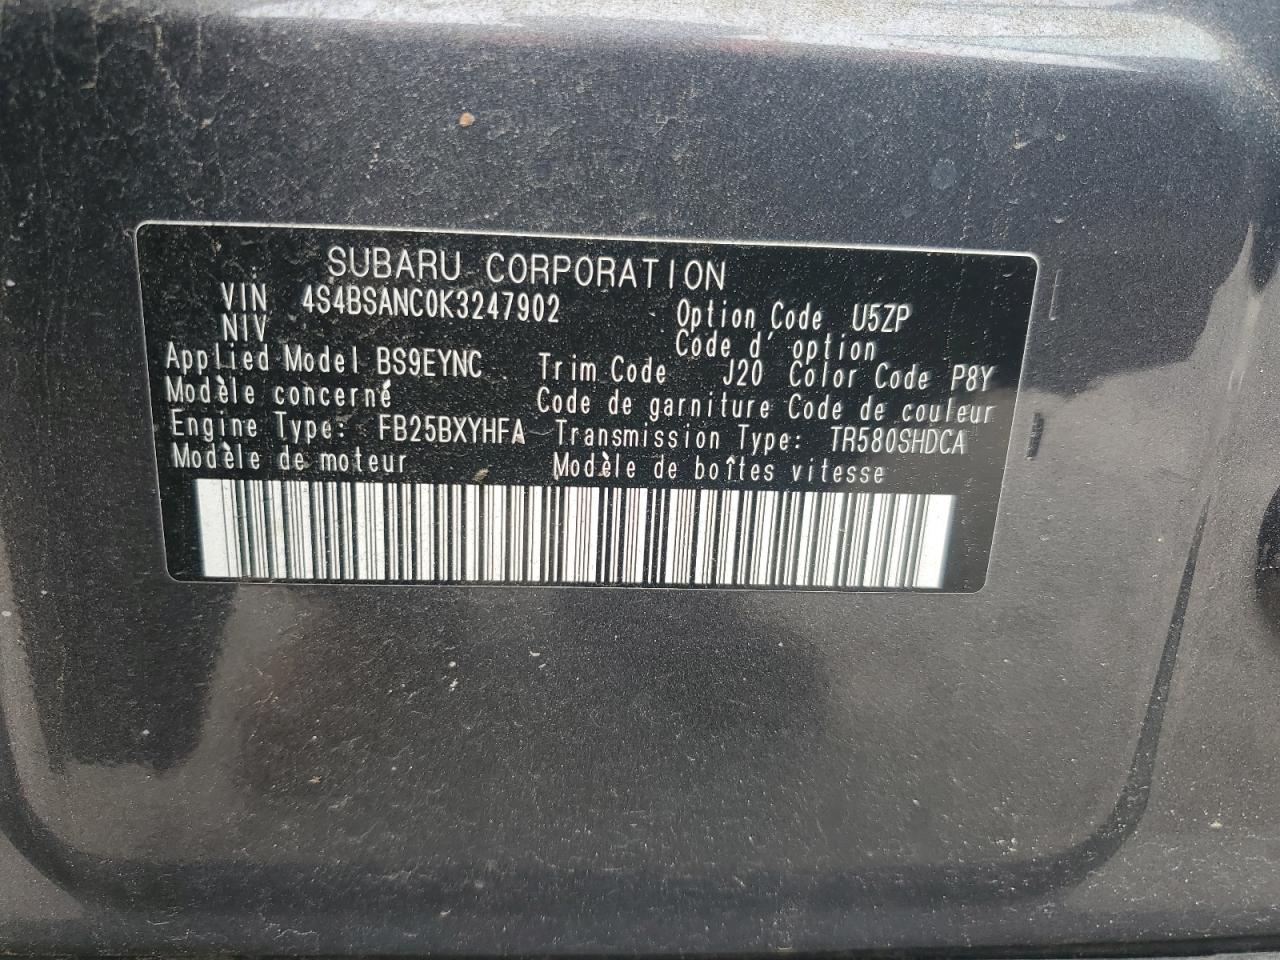 SUBARU CORPORATION
VIN 4S4BSANC0K3247902 Option Code U5ZP
NIV Code d' option
Applied Model BS9EYNC Trim Code J20 Color Code P8Y
Modèle concerné Code de garniture Code de couleur
Engine Type: FB25BXYHFA Transmission Type: TR580SHDCA
Modèle de moteur Modèle de boîtes vitesse